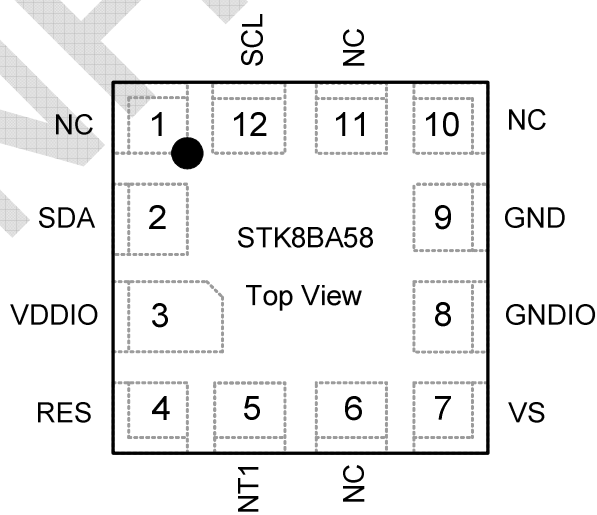 SCL
NC
NC 1 12 11 10 NC
SDA 2 9 GND
STK8BA58
Top View
VDDIO 3 8 GNDIO
RES 4 5 6 7 VS
NT1
NC